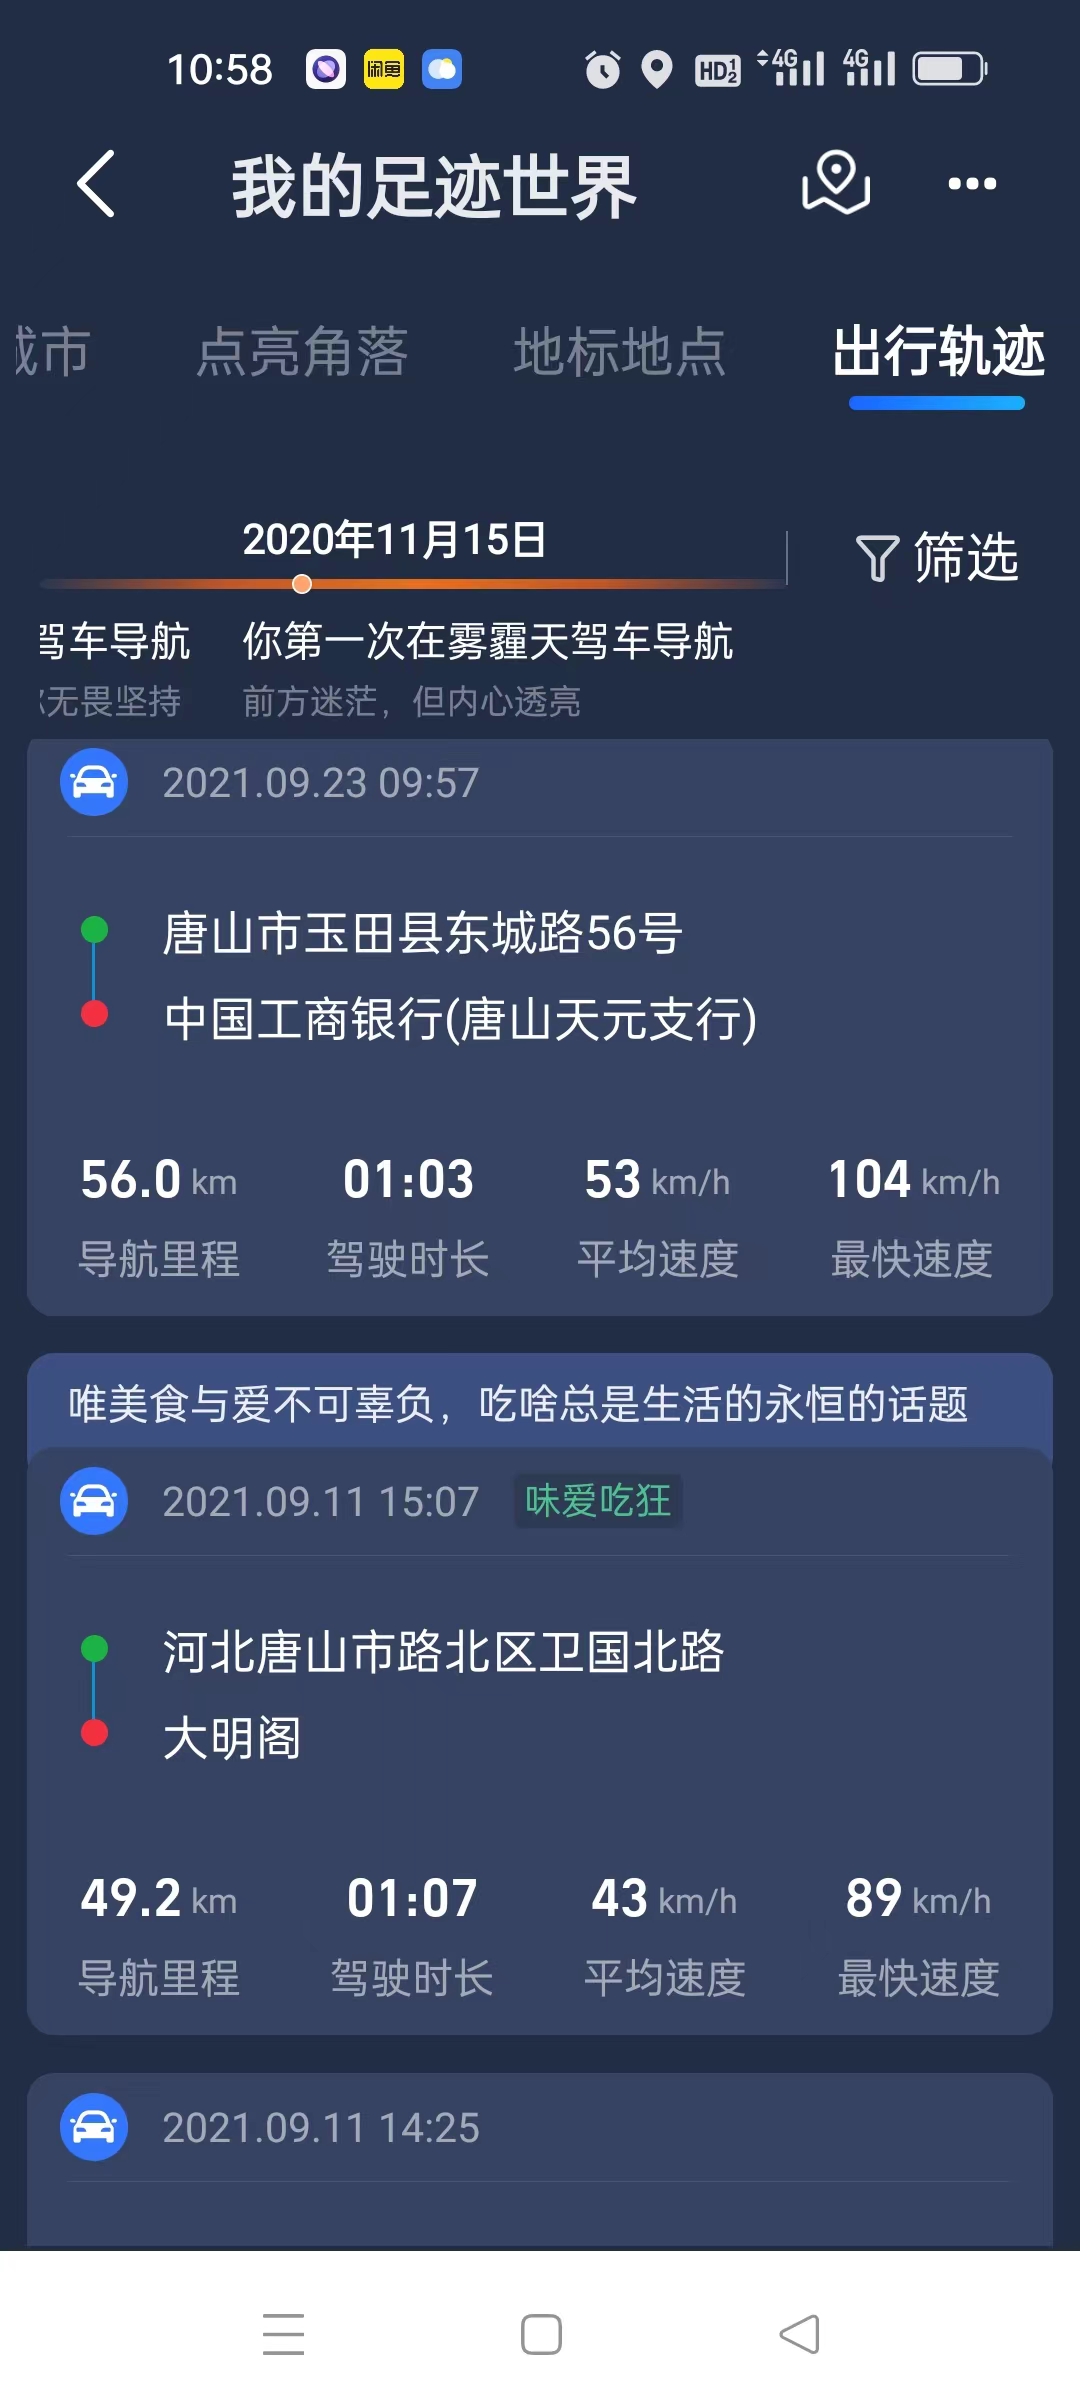 10:58 闲鱼 HD 1 2 4G 4G
我的足迹世界
城市 点亮角落 地标地点 出行轨迹
2020年11月15日
筛选
驾车导航 你第一次在雾霾天驾车导航
无畏坚持 前方迷茫，但内心透亮
2021.09.23 09:57
唐山市玉田县东城路56号
中国工商银行(唐山天元支行)
56.0 km 01:03 53 km/h 104 km/h
导航里程 驾驶时长 平均速度 最快速度
唯美食与爱不可辜负，吃啥总是生活的永恒的话题
2021.09.11 15:07 味爱吃狂
河北唐山市路北区卫国北路
大明阁
49.2 km 01:07 43 km/h 89 km/h
导航里程 驾驶时长 平均速度 最快速度
2021.09.11 14:25